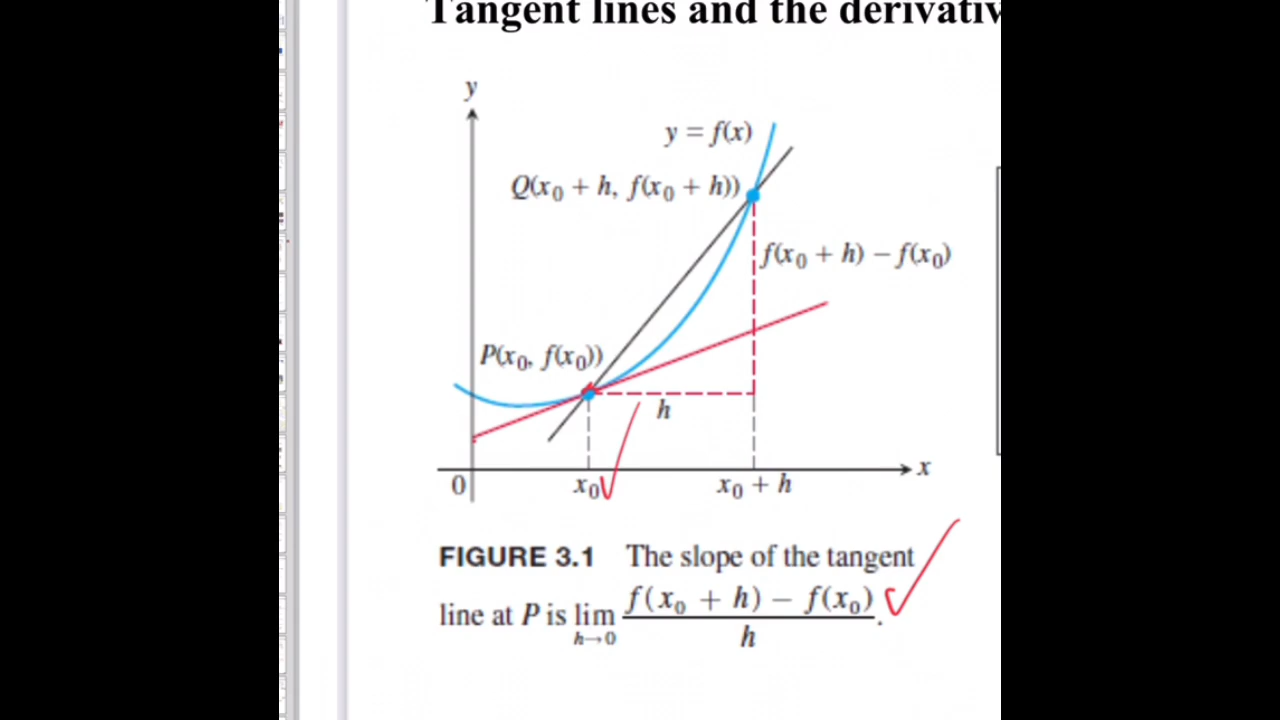 Tangent lines and the derivativ
y
y = f(x)
Q(x₀ + h, f(x₀ + h))
f(x₀ + h) − f(x₀)
P(x₀, f(x₀))
h
0
x₀
x₀ + h
x
FIGURE 3.1 The slope of the tangent
line at P is lim h→0 f(x₀ + h) − f(x₀) / h .